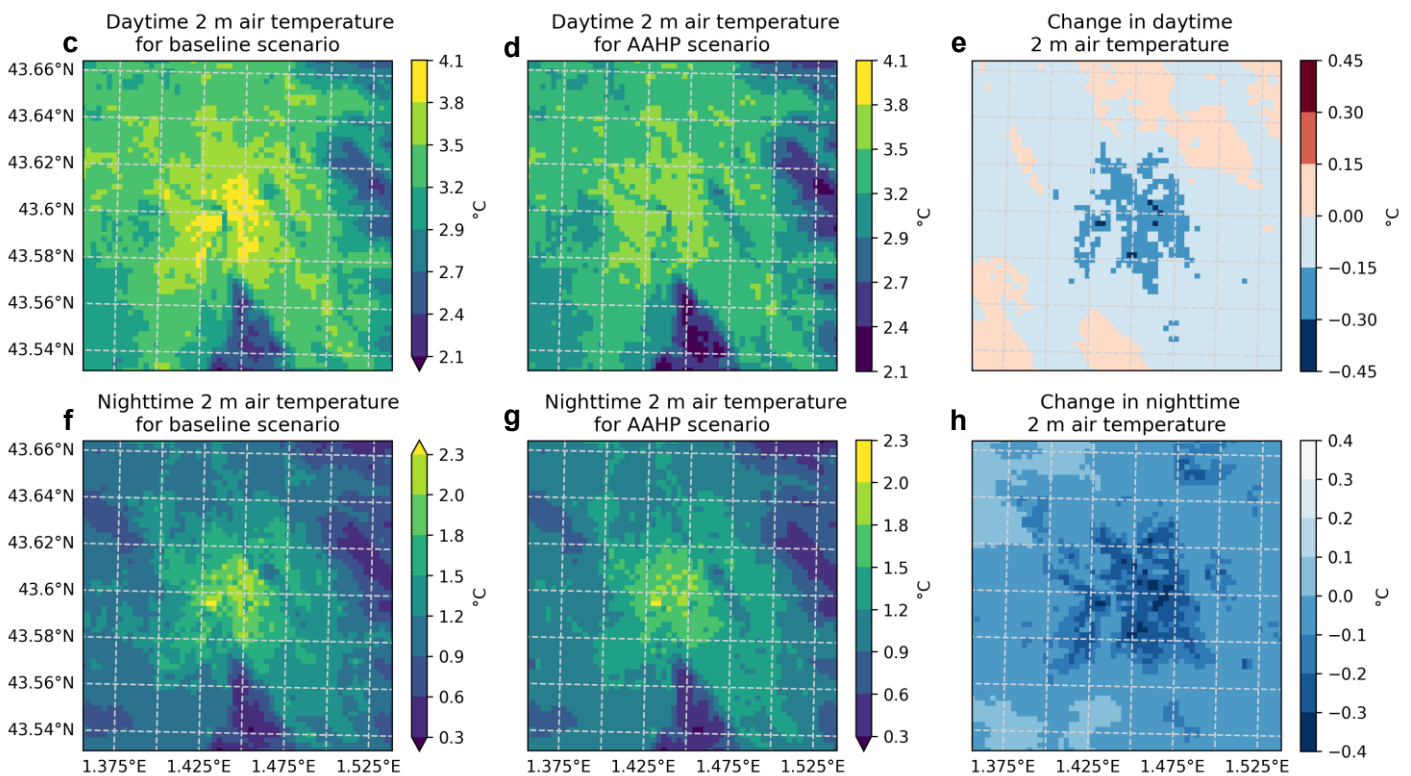 c
Daytime 2 m air temperature
for baseline scenario
d
Daytime 2 m air temperature
for AAHP scenario
e
Change in daytime
2 m air temperature
43.66°N
43.64°N
43.62°N
43.6°N
43.58°N
43.56°N
43.54°N
4.1
3.8
3.5
3.2
2.9
2.7
2.4
2.1
°C
4.1
3.8
3.5
3.2
2.9
2.7
2.4
2.1
°C
0.45
0.30
0.15
0.00
−0.15
−0.30
−0.45
°C
f
Nighttime 2 m air temperature
for baseline scenario
g
Nighttime 2 m air temperature
for AAHP scenario
h
Change in nighttime
2 m air temperature
43.66°N
43.64°N
43.62°N
43.6°N
43.58°N
43.56°N
43.54°N
2.3
2.0
1.8
1.5
1.2
0.9
0.6
0.3
°C
2.3
2.0
1.8
1.5
1.2
0.9
0.6
0.3
°C
0.4
0.3
0.2
0.1
0.0
−0.1
−0.2
−0.3
−0.4
°C
1.375°E 1.425°E 1.475°E 1.525°E
1.375°E 1.425°E 1.475°E 1.525°E
1.375°E 1.425°E 1.475°E 1.525°E